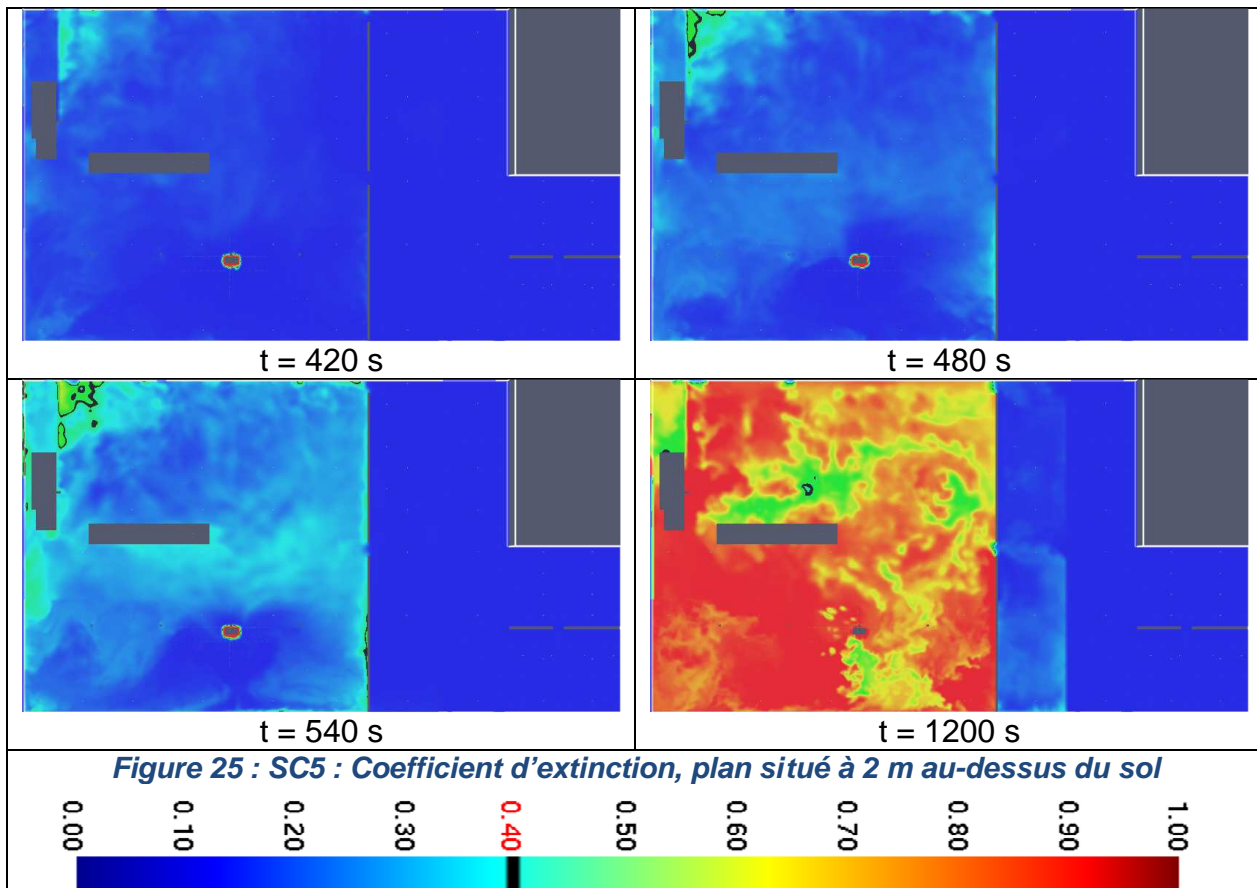 t = 420 s
t = 480 s
t = 540 s
t = 1200 s
Figure 25 : SC5 : Coefficient d'extinction, plan situé à 2 m au-dessus du sol
0.00 0.10 0.20 0.30 0.40 0.50 0.60 0.70 0.80 0.90 1.00